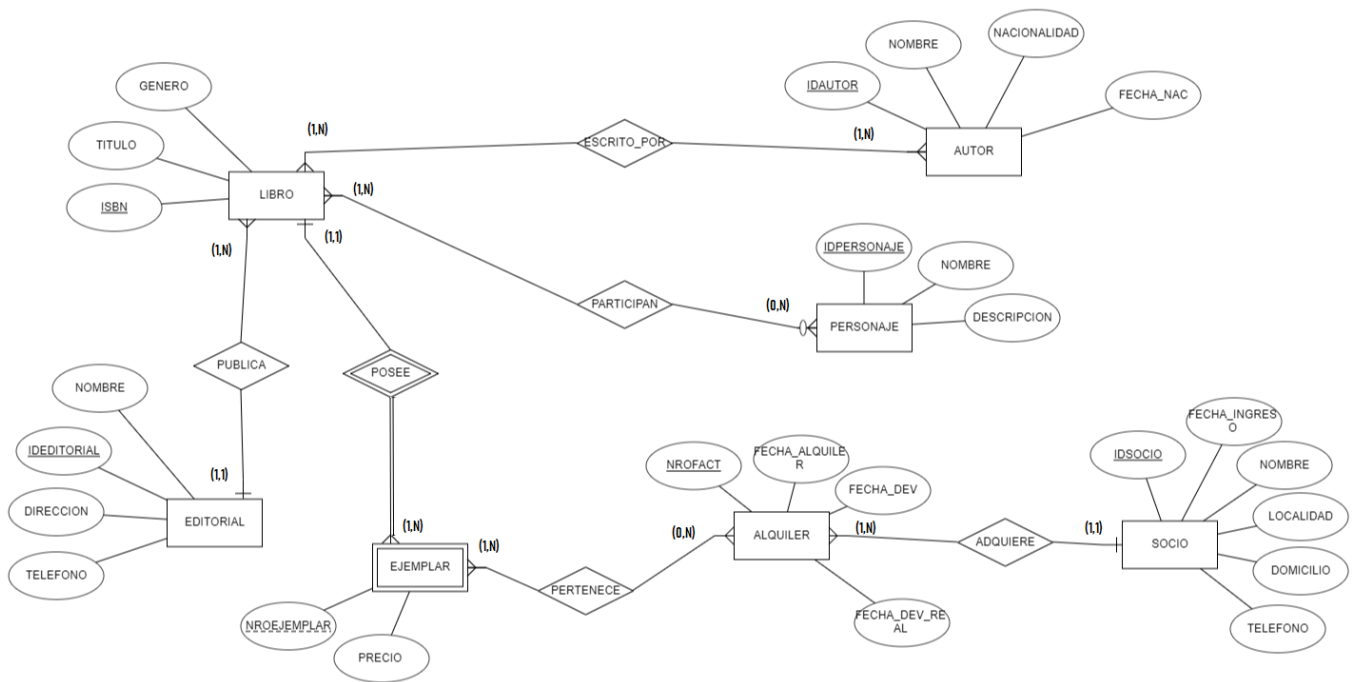 NOMBRE
NACIONALIDAD
IDAUTOR
FECHA_NAC
GENERO
(1,N)
ESCRITO_POR
(1,N)
AUTOR
TITULO
LIBRO
(1,N)
ISBN
(1,N)
(1,1)
IDPERSONAJE
NOMBRE
PARTICIPAN
(0,N)
PERSONAJE
DESCRIPCION
PUBLICA
POSEE
NOMBRE
IDEDITORIAL
(1,1)
DIRECCION
EDITORIAL
TELEFONO
(1,N)
EJEMPLAR
(1,N)
NROEJEMPLAR
PRECIO
PERTENECE
(0,N)
NROFACT
FECHA_ALQUILE
R
FECHA_DEV
ALQUILER
(1,N)
FECHA_DEV_RE
AL
ADQUIERE
(1,1)
SOCIO
IDSOCIO
FECHA_INGRES
O
NOMBRE
LOCALIDAD
DOMICILIO
TELEFONO